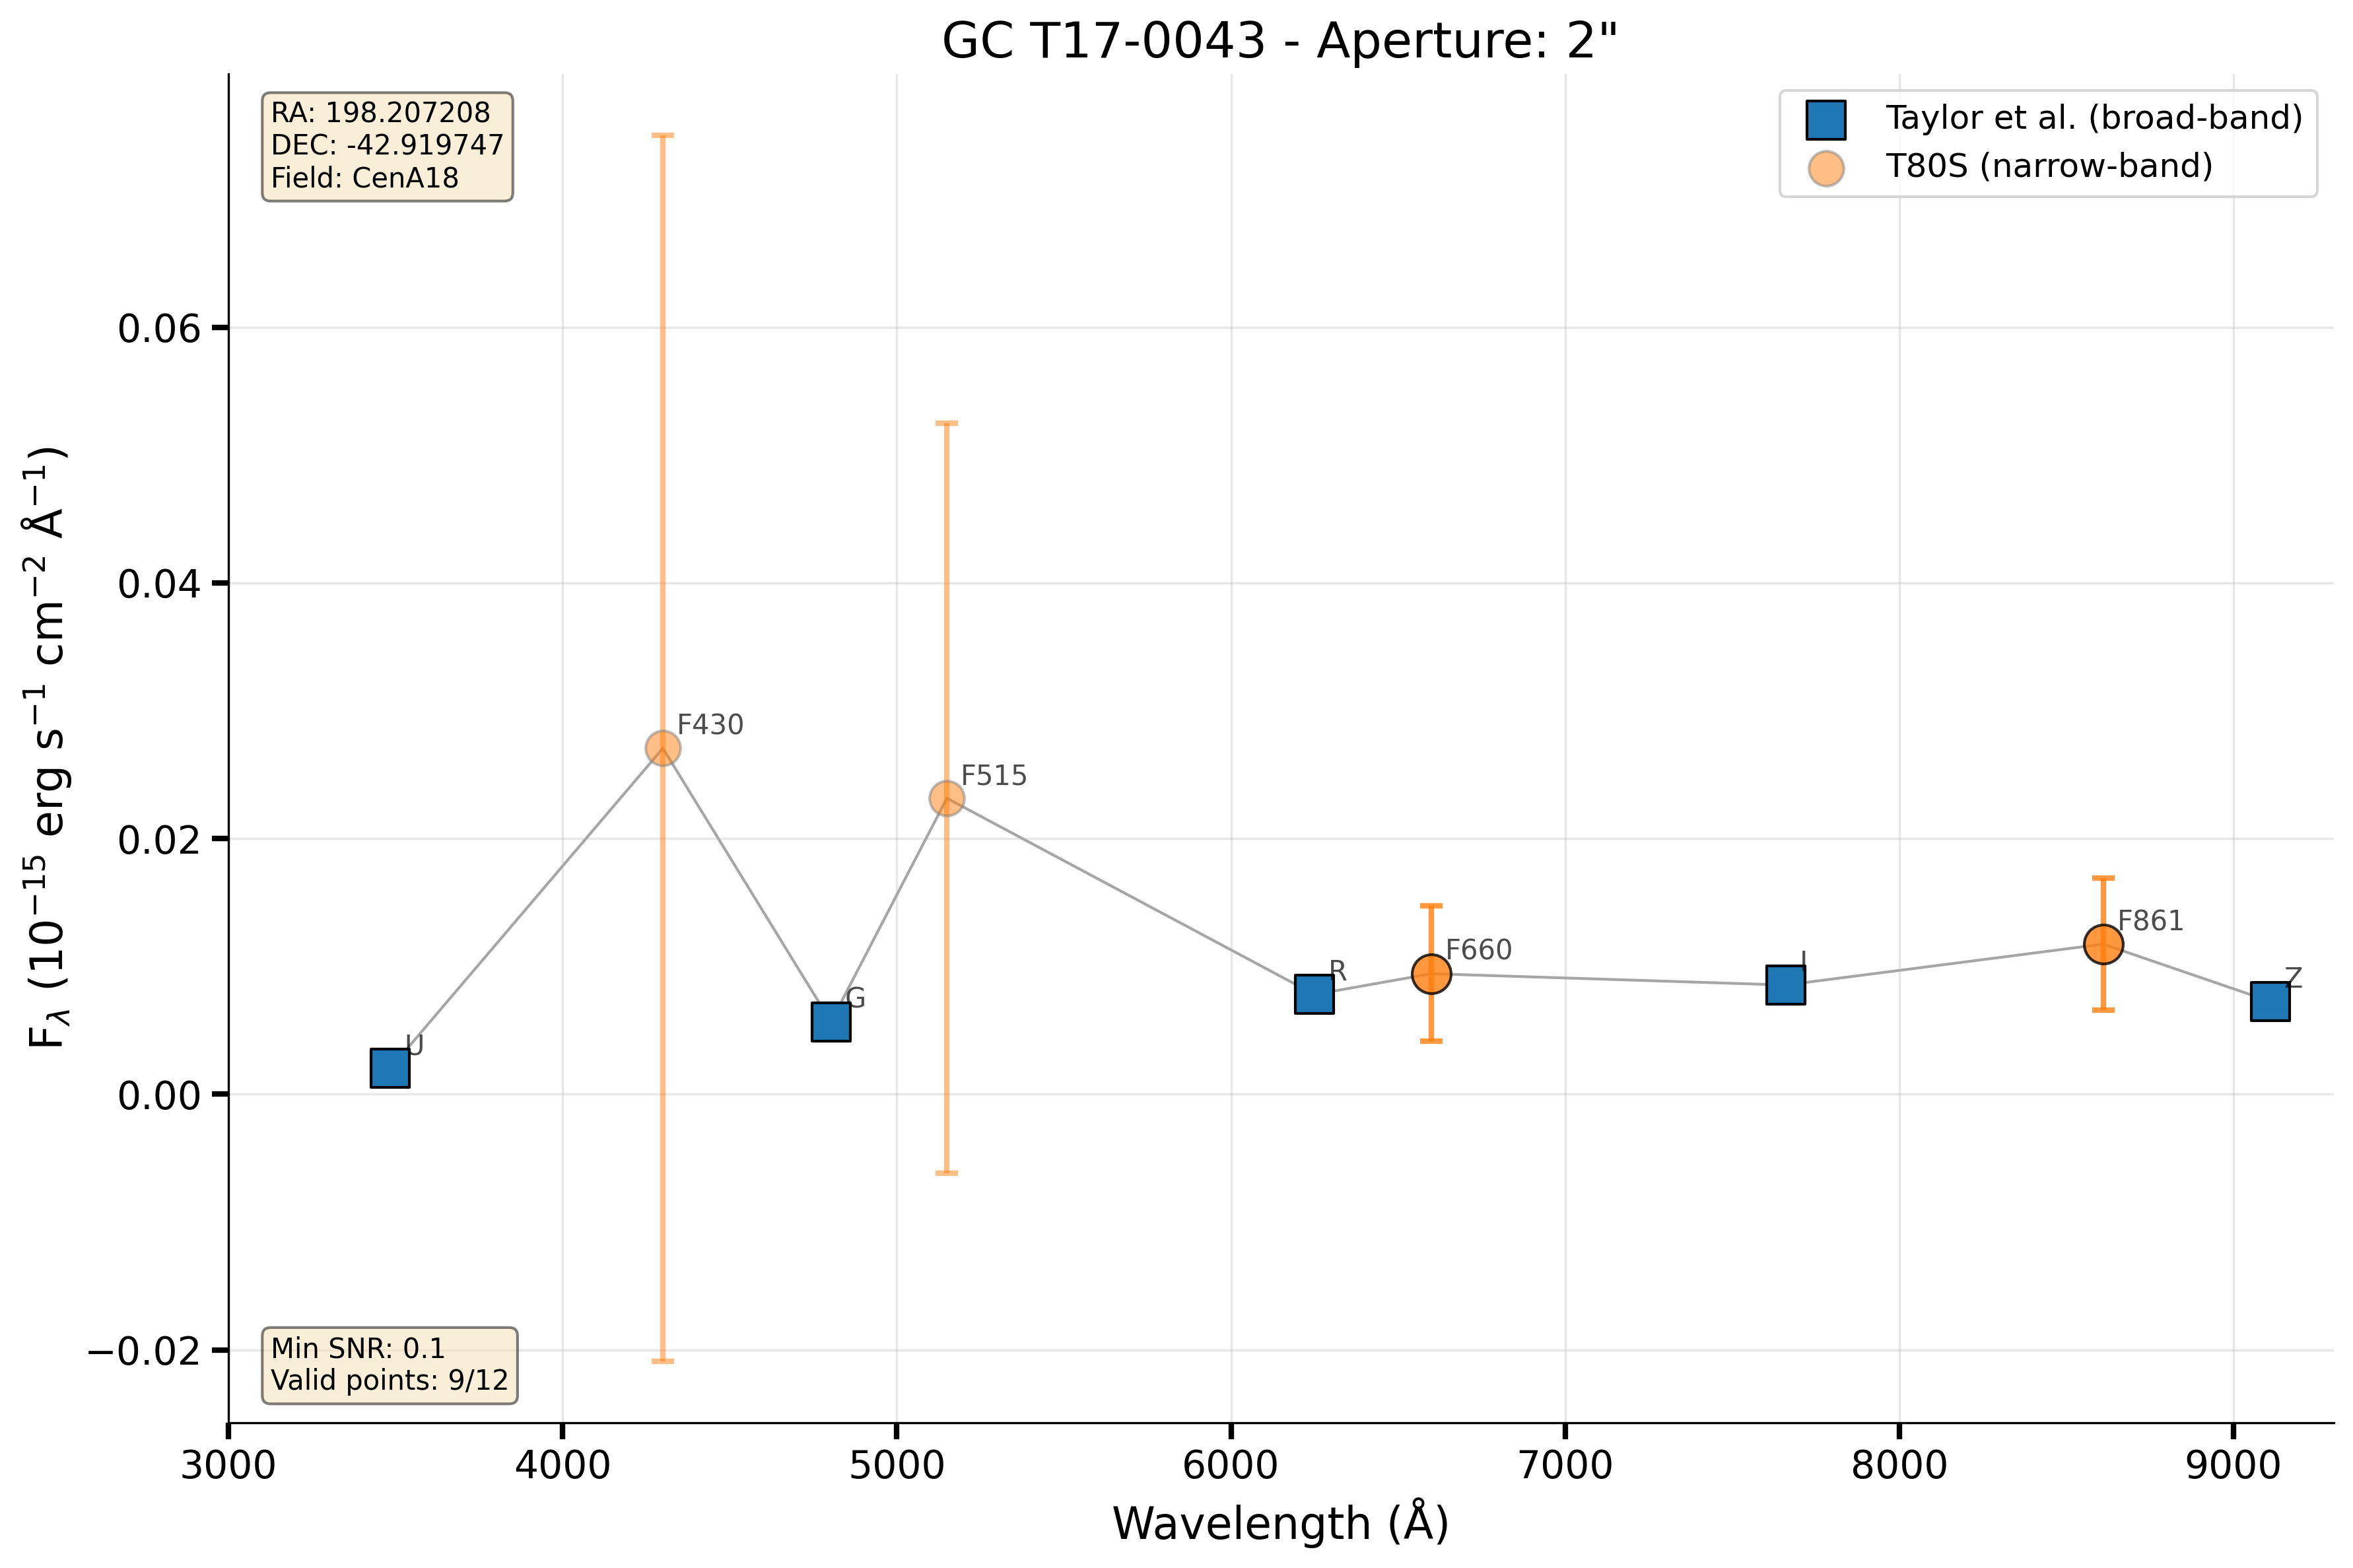 GC T17-0043 - Aperture: 2"
RA: 198.207208
DEC: -42.919747
Field: CenA18
Taylor et al. (broad-band)
T80S (narrow-band)
F_λ (10⁻¹⁵ erg s⁻¹ cm⁻² Å⁻¹)
0.06
0.04
0.02
0.00
−0.02
U
F430
G
F515
R
F660
I
F861
Z
Min SNR: 0.1
Valid points: 9/12
3000 4000 5000 6000 7000 8000 9000
Wavelength (Å)